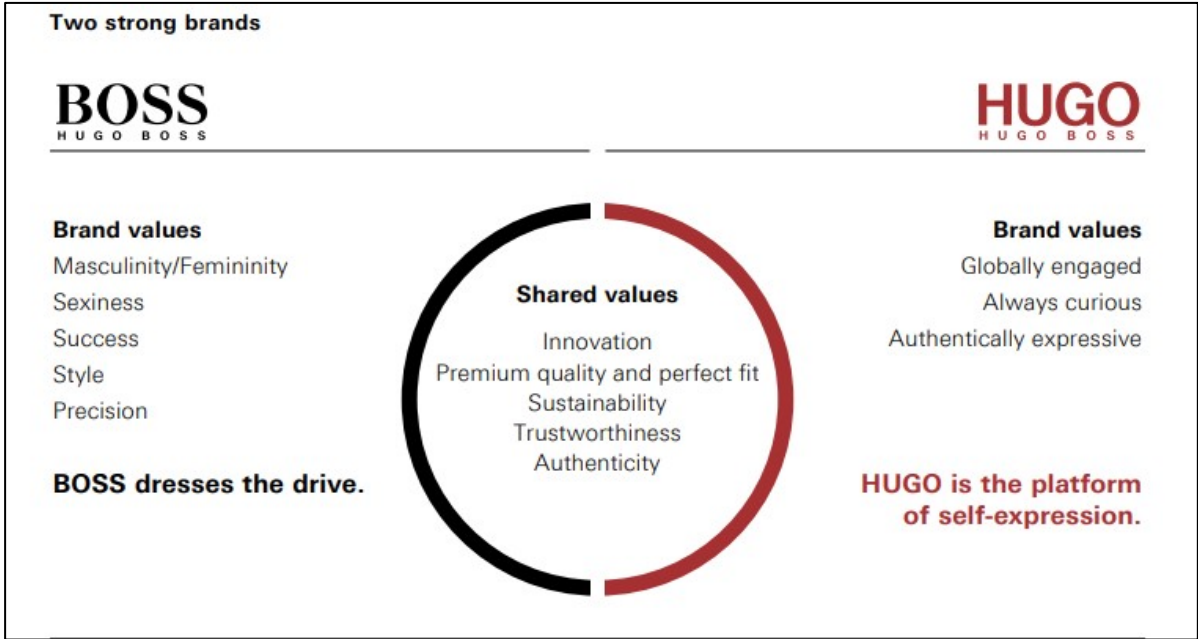 Two strong brands
BOSS
HUGO BOSS
HUGO
HUGO BOSS
Brand values
Masculinity/Femininity
Sexiness
Success
Style
Precision
BOSS dresses the drive.
Shared values
Innovation
Premium quality and perfect fit
Sustainability
Trustworthiness
Authenticity
Brand values
Globally engaged
Always curious
Authentically expressive
HUGO is the platform
of self-expression.